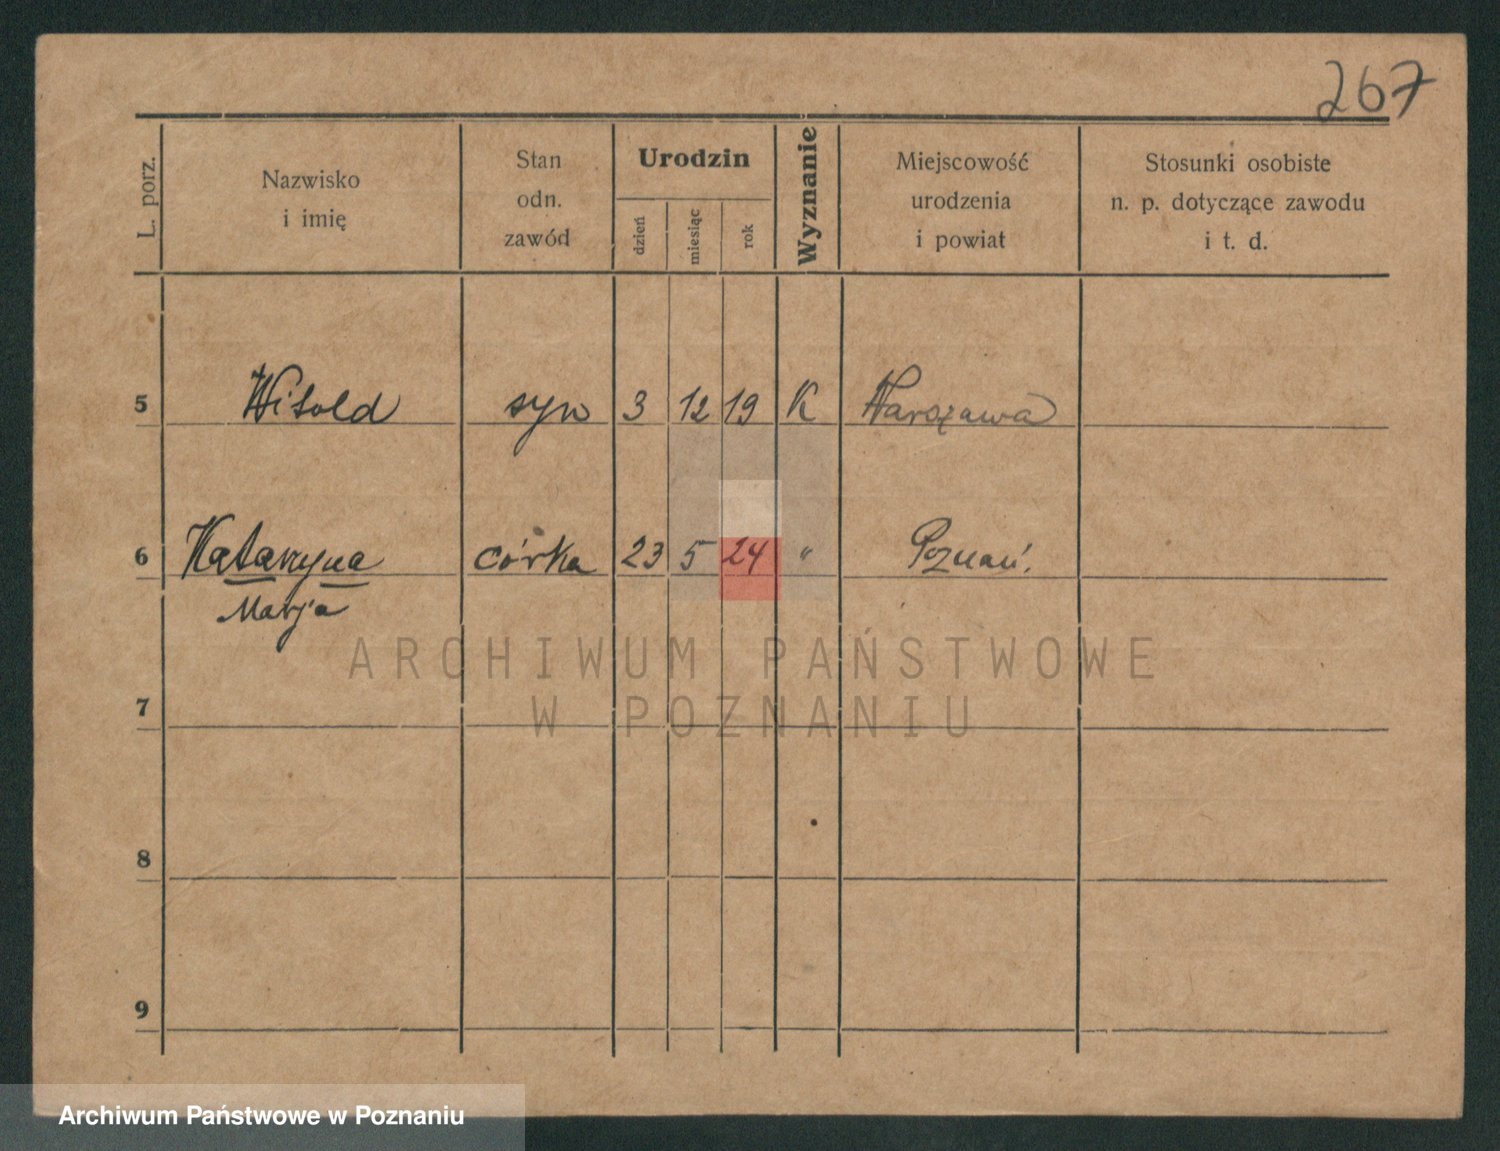 267
L. porz.
Nazwisko
i imię
Stan
odn.
zawód
Urodzin
dzień
miesiąc
rok
Wyznanie
Miejscowość
urodzenia
i powiat
Stosunki osobiste
n. p. dotyczące zawodu
i t. d.
5 Witold syn 3 12 19 K Warszawa
6 Katarzyna córka 23 5 24 " Poznań.
Marja
ARCHIWUM PAŃSTWOWE
W POZNANIU
7
8
9
Archiwum Państwowe w Poznaniu